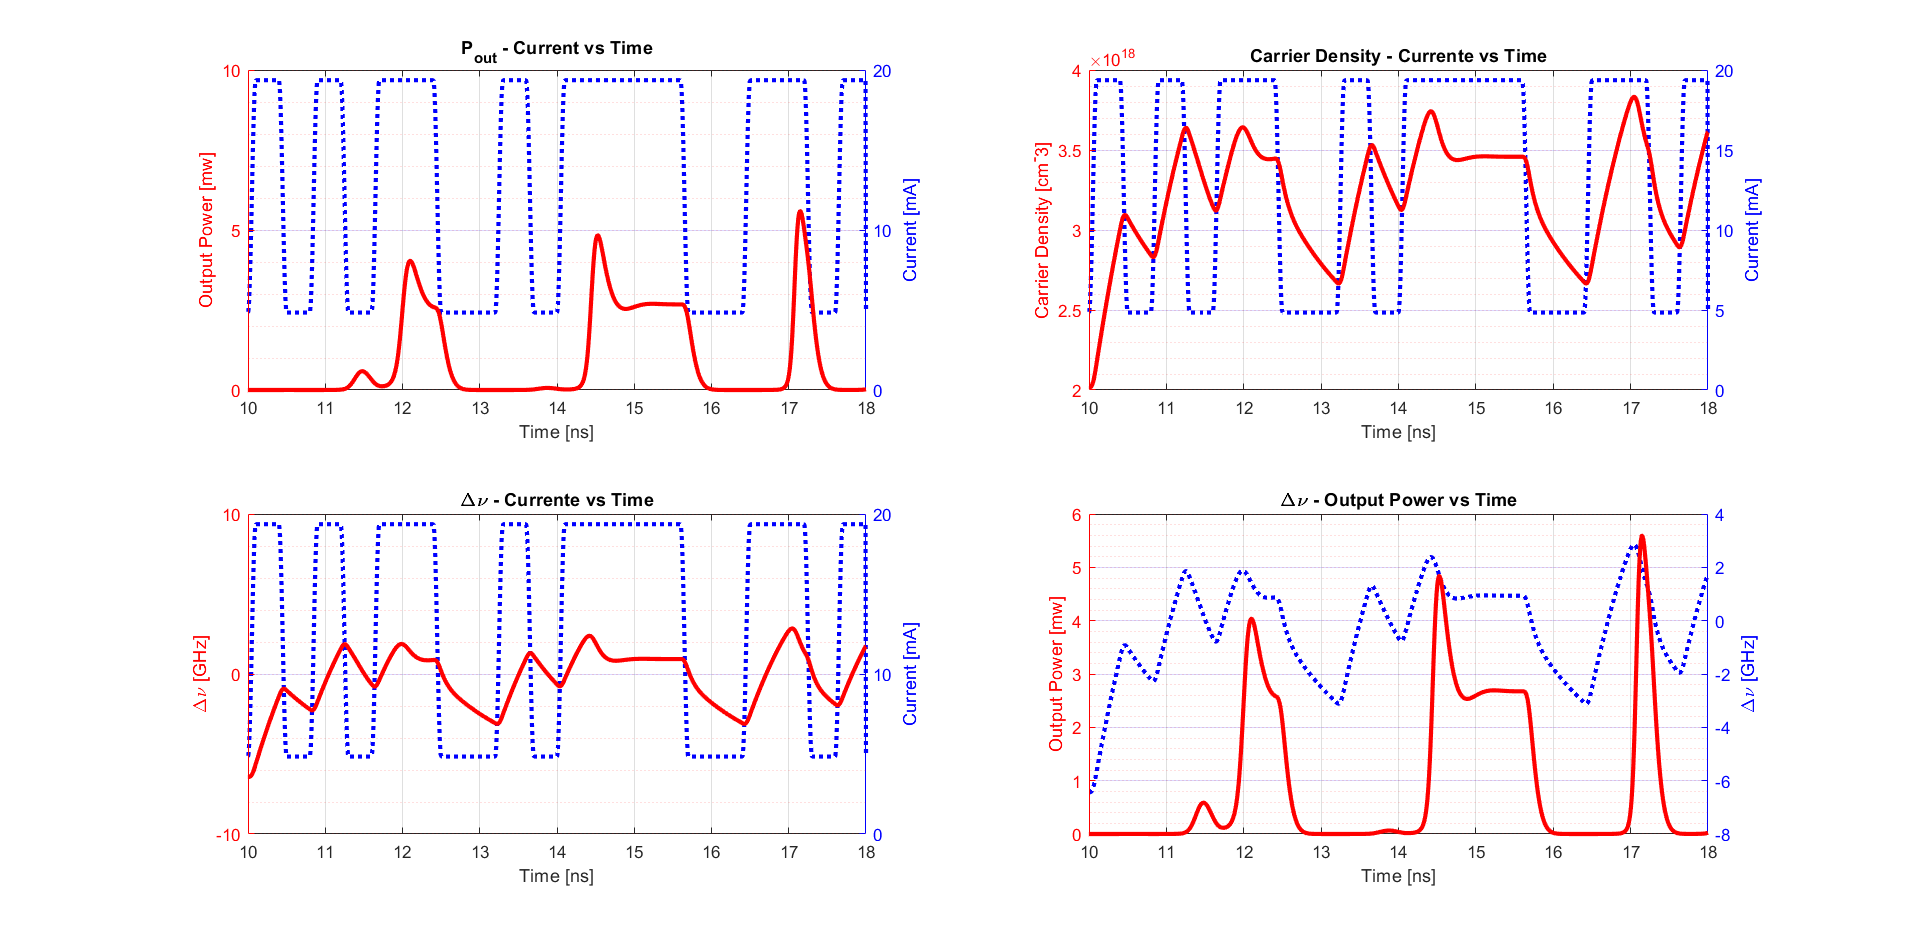 P_out - Current vs Time
10
5
0
Output Power [mw]
20
10
0
Current [mA]
10 11 12 13 14 15 16 17 18
Time [ns]
Carrier Density - Currente vs Time
×10^18
4
3.5
3
2.5
2
Carrier Density [cm^-3]
20
15
10
5
0
Current [mA]
10 11 12 13 14 15 16 17 18
Time [ns]
Δν - Currente vs Time
10
0
-10
Δν [GHz]
20
10
0
Current [mA]
10 11 12 13 14 15 16 17 18
Time [ns]
Δν - Output Power vs Time
6
5
4
3
2
1
0
Output Power [mw]
4
2
0
-2
-4
-6
-8
Δν [GHz]
10 11 12 13 14 15 16 17 18
Time [ns]